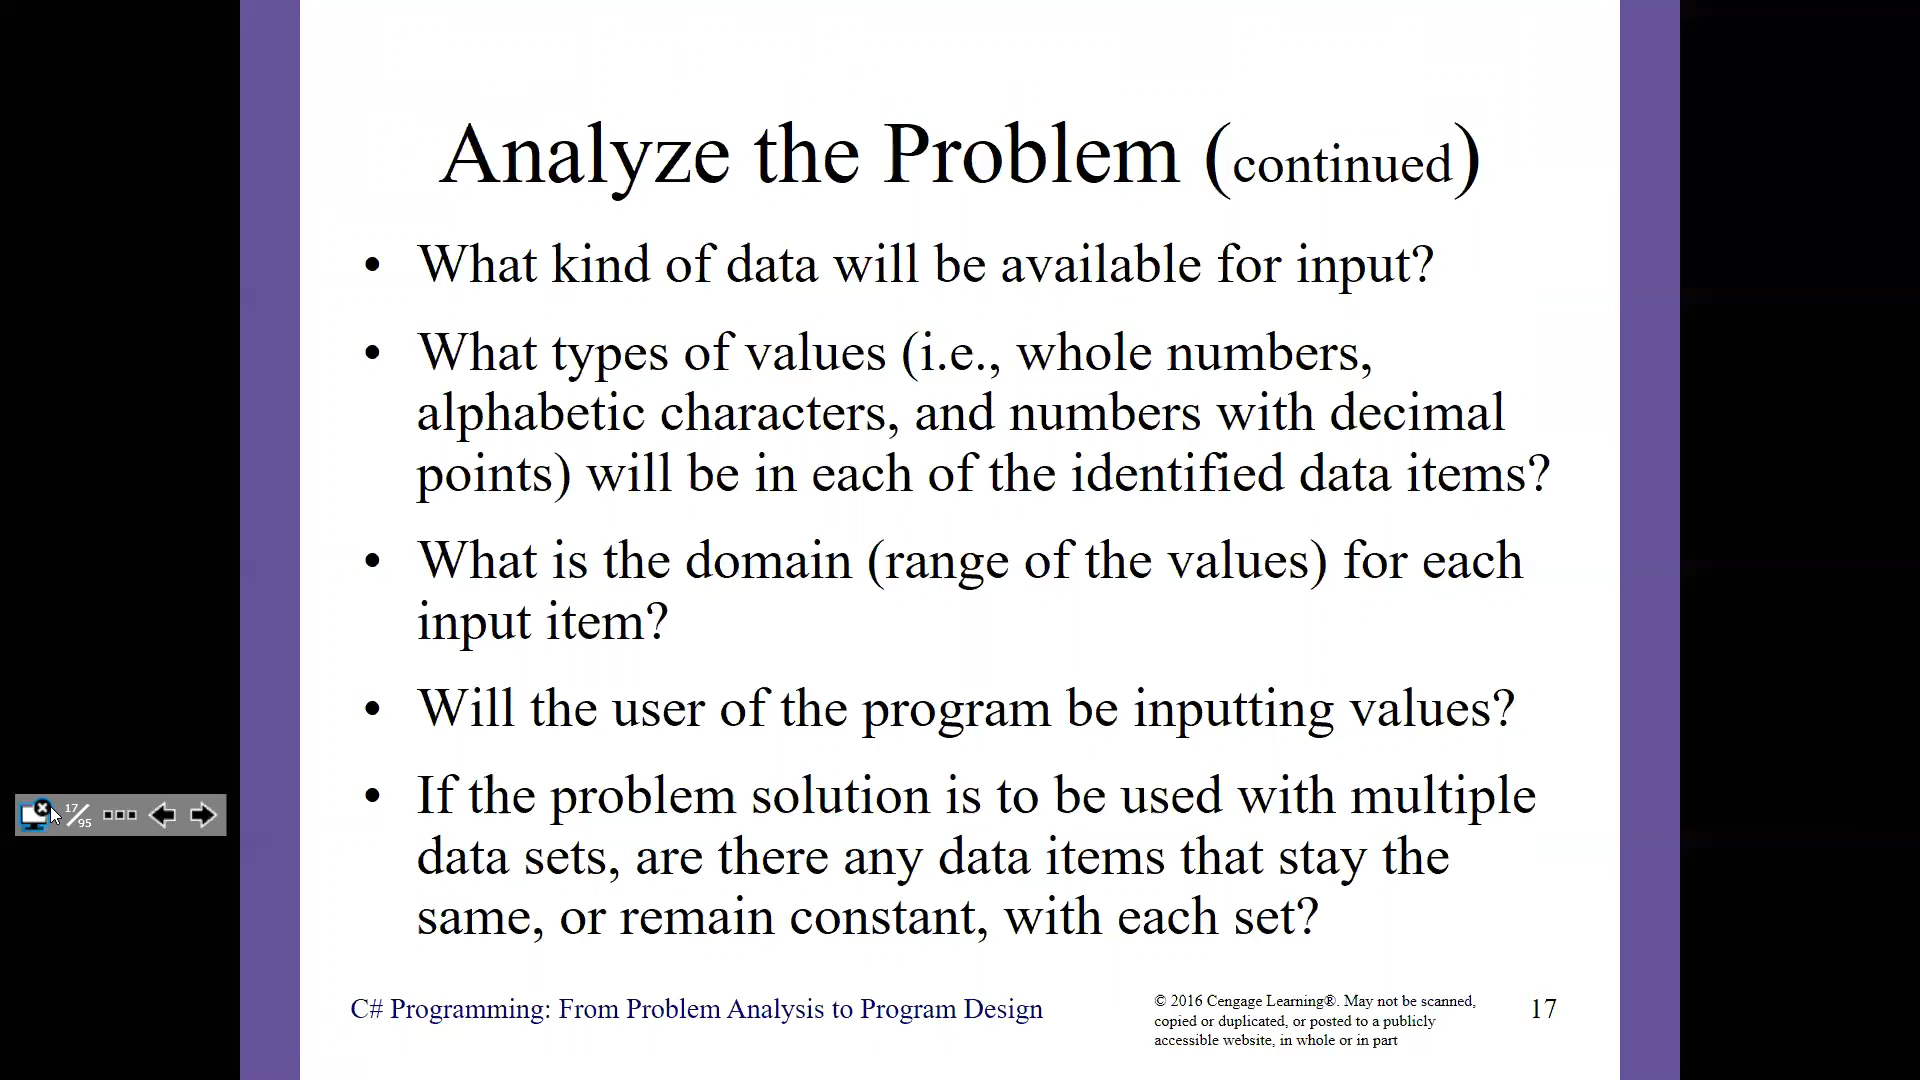 Analyze the Problem (continued)
• What kind of data will be available for input?
• What types of values (i.e., whole numbers,
alphabetic characters, and numbers with decimal
points) will be in each of the identified data items?
• What is the domain (range of the values) for each
input item?
• Will the user of the program be inputting values?
• If the problem solution is to be used with multiple
data sets, are there any data items that stay the
same, or remain constant, with each set?
17/95
C# Programming: From Problem Analysis to Program Design
© 2016 Cengage Learning®. May not be scanned,
copied or duplicated, or posted to a publicly
accessible website, in whole or in part
17